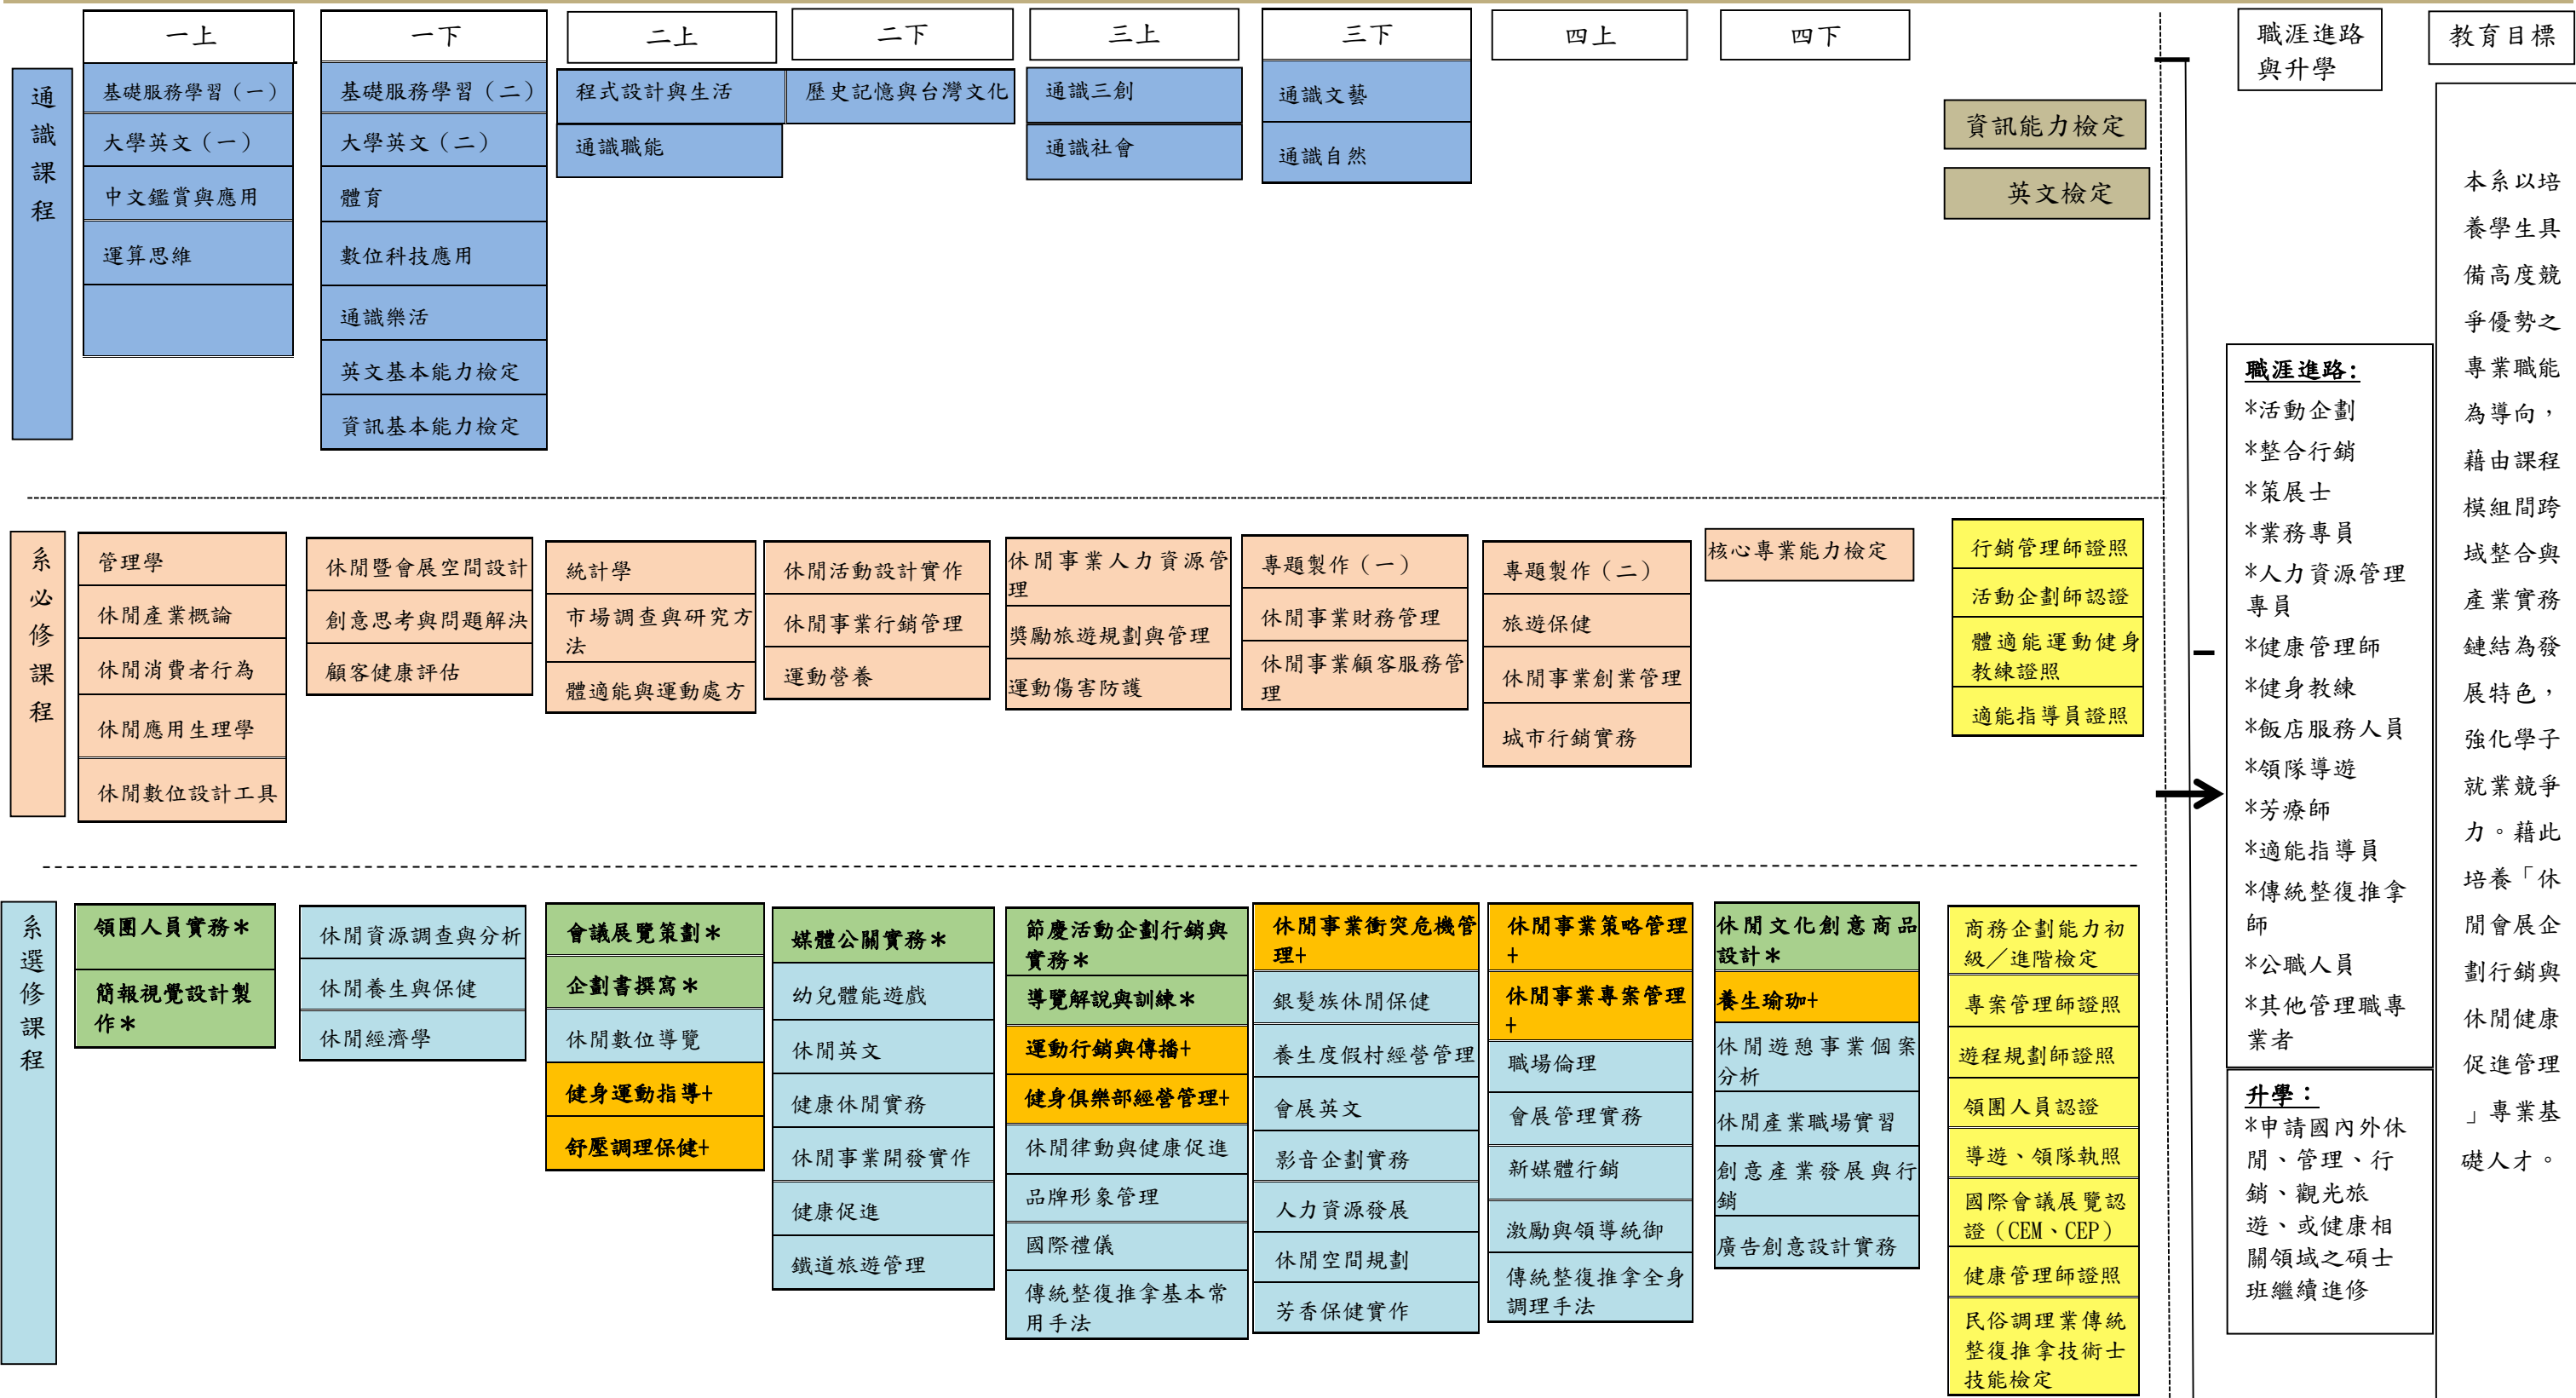 一上
一下
二上
二下
三上
三下
四上
四下
職涯進路
與升學
教育目標
通
識
課
程
基礎服務學習（一）
大學英文（一）
中文鑑賞與應用
運算思維
基礎服務學習（二）
大學英文（二）
體育
數位科技應用
通識樂活
英文基本能力檢定
資訊基本能力檢定
程式設計與生活
通識職能
歷史記憶與台灣文化
通識三創
通識社會
通識文藝
通識自然
資訊能力檢定
英文檢定
系
必
修
課
程
管理學
休閒產業概論
休閒消費者行為
休閒應用生理學
休閒數位設計工具
休閒暨會展空間設計
創意思考與問題解決
顧客健康評估
統計學
市場調查與研究方
法
體適能與運動處方
休閒活動設計實作
休閒事業行銷管理
運動營養
休閒事業人力資源管
理
獎勵旅遊規劃與管理
運動傷害防護
專題製作（一）
休閒事業財務管理
休閒事業顧客服務管
理
專題製作（二）
旅遊保健
休閒事業創業管理
城市行銷實務
核心專業能力檢定
行銷管理師證照
活動企劃師認證
體適能運動健身
教練證照
適能指導員證照
系
選
修
課
程
領團人員實務＊
簡報視覺設計製
作＊
休閒資源調查與分析
休閒養生與保健
休閒經濟學
會議展覽策劃＊
企劃書撰寫＊
休閒數位導覽
健身運動指導+
舒壓調理保健+
媒體公關實務＊
幼兒體能遊戲
休閒英文
健康休閒實務
休閒事業開發實作
健康促進
鐵道旅遊管理
節慶活動企劃行銷與
實務＊
導覽解說與訓練＊
運動行銷與傳播+
健身俱樂部經營管理+
休閒律動與健康促進
品牌形象管理
國際禮儀
傳統整復推拿基本常
用手法
休閒事業衝突危機管
理+
銀髮族休閒保健
養生度假村經營管理
會展英文
影音企劃實務
人力資源發展
休閒空間規劃
芳香保健實作
休閒事業策略管理
+
休閒事業專案管理
+
職場倫理
會展管理實務
新媒體行銷
激勵與領導統御
傳統整復推拿全身
調理手法
休閒文化創意商品
設計＊
養生瑜珈+
休閒遊憩事業個案
分析
休閒產業職場實習
創意產業發展與行
銷
廣告創意設計實務
商務企劃能力初
級／進階檢定
專案管理師證照
遊程規劃師證照
領團人員認證
導遊、領隊執照
國際會議展覽認
證（CEM、CEP）
健康管理師證照
民俗調理業傳統
整復推拿技術士
技能檢定
職涯進路:
*活動企劃
*整合行銷
*策展士
*業務專員
*人力資源管理
專員
*健康管理師
*健身教練
*飯店服務人員
*領隊導遊
*芳療師
*適能指導員
*傳統整復推拿
師
*公職人員
*其他管理職專
業者
升學：
*申請國內外休
閒、管理、行
銷、觀光旅
遊、或健康相
關領域之碩士
班繼續進修
本系以培
養學生具
備高度競
爭優勢之
專業職能
為導向，
藉由課程
模組間跨
域整合與
產業實務
鏈結為發
展特色，
強化學子
就業競爭
力。藉此
培養「休
閒會展企
劃行銷與
休閒健康
促進管理
」專業基
礎人才。